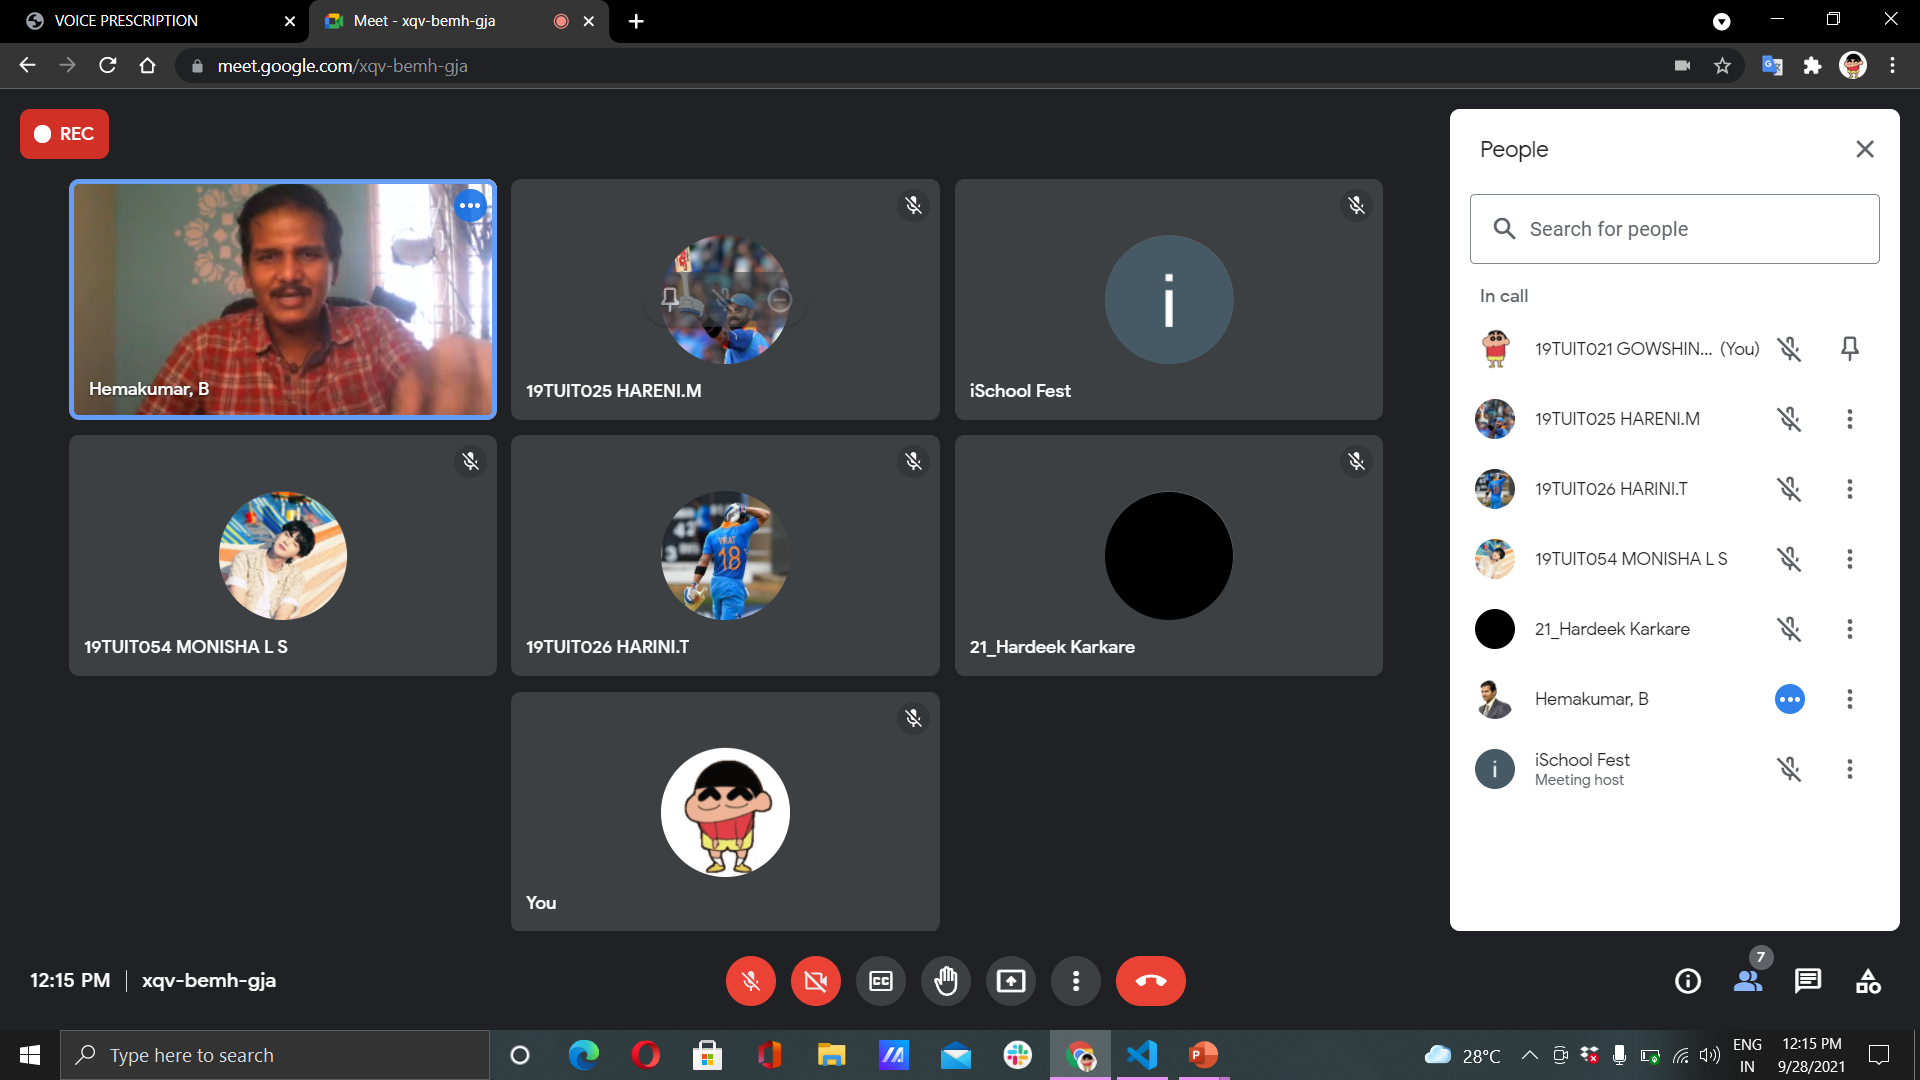 VOICE PRESCRIPTION
Meet - xqv-bemh-gja
meet.google.com/xqv-bemh-gja
REC
Hemakumar, B
19TUIT025 HARENI.M
i
iSchool Fest
19TUIT054 MONISHA L S
VIRAT
18
19TUIT026 HARINI.T
21_Hardeek Karkare
You
People
Search for people
In call
19TUIT021 GOWSHIN... (You)
19TUIT025 HARENI.M
19TUIT026 HARINI.T
19TUIT054 MONISHA L S
21_Hardeek Karkare
Hemakumar, B
i
iSchool Fest
Meeting host
12:15 PM | xqv-bemh-gja
CC
7
Type here to search
28°C
ENG
IN
12:15 PM
9/28/2021